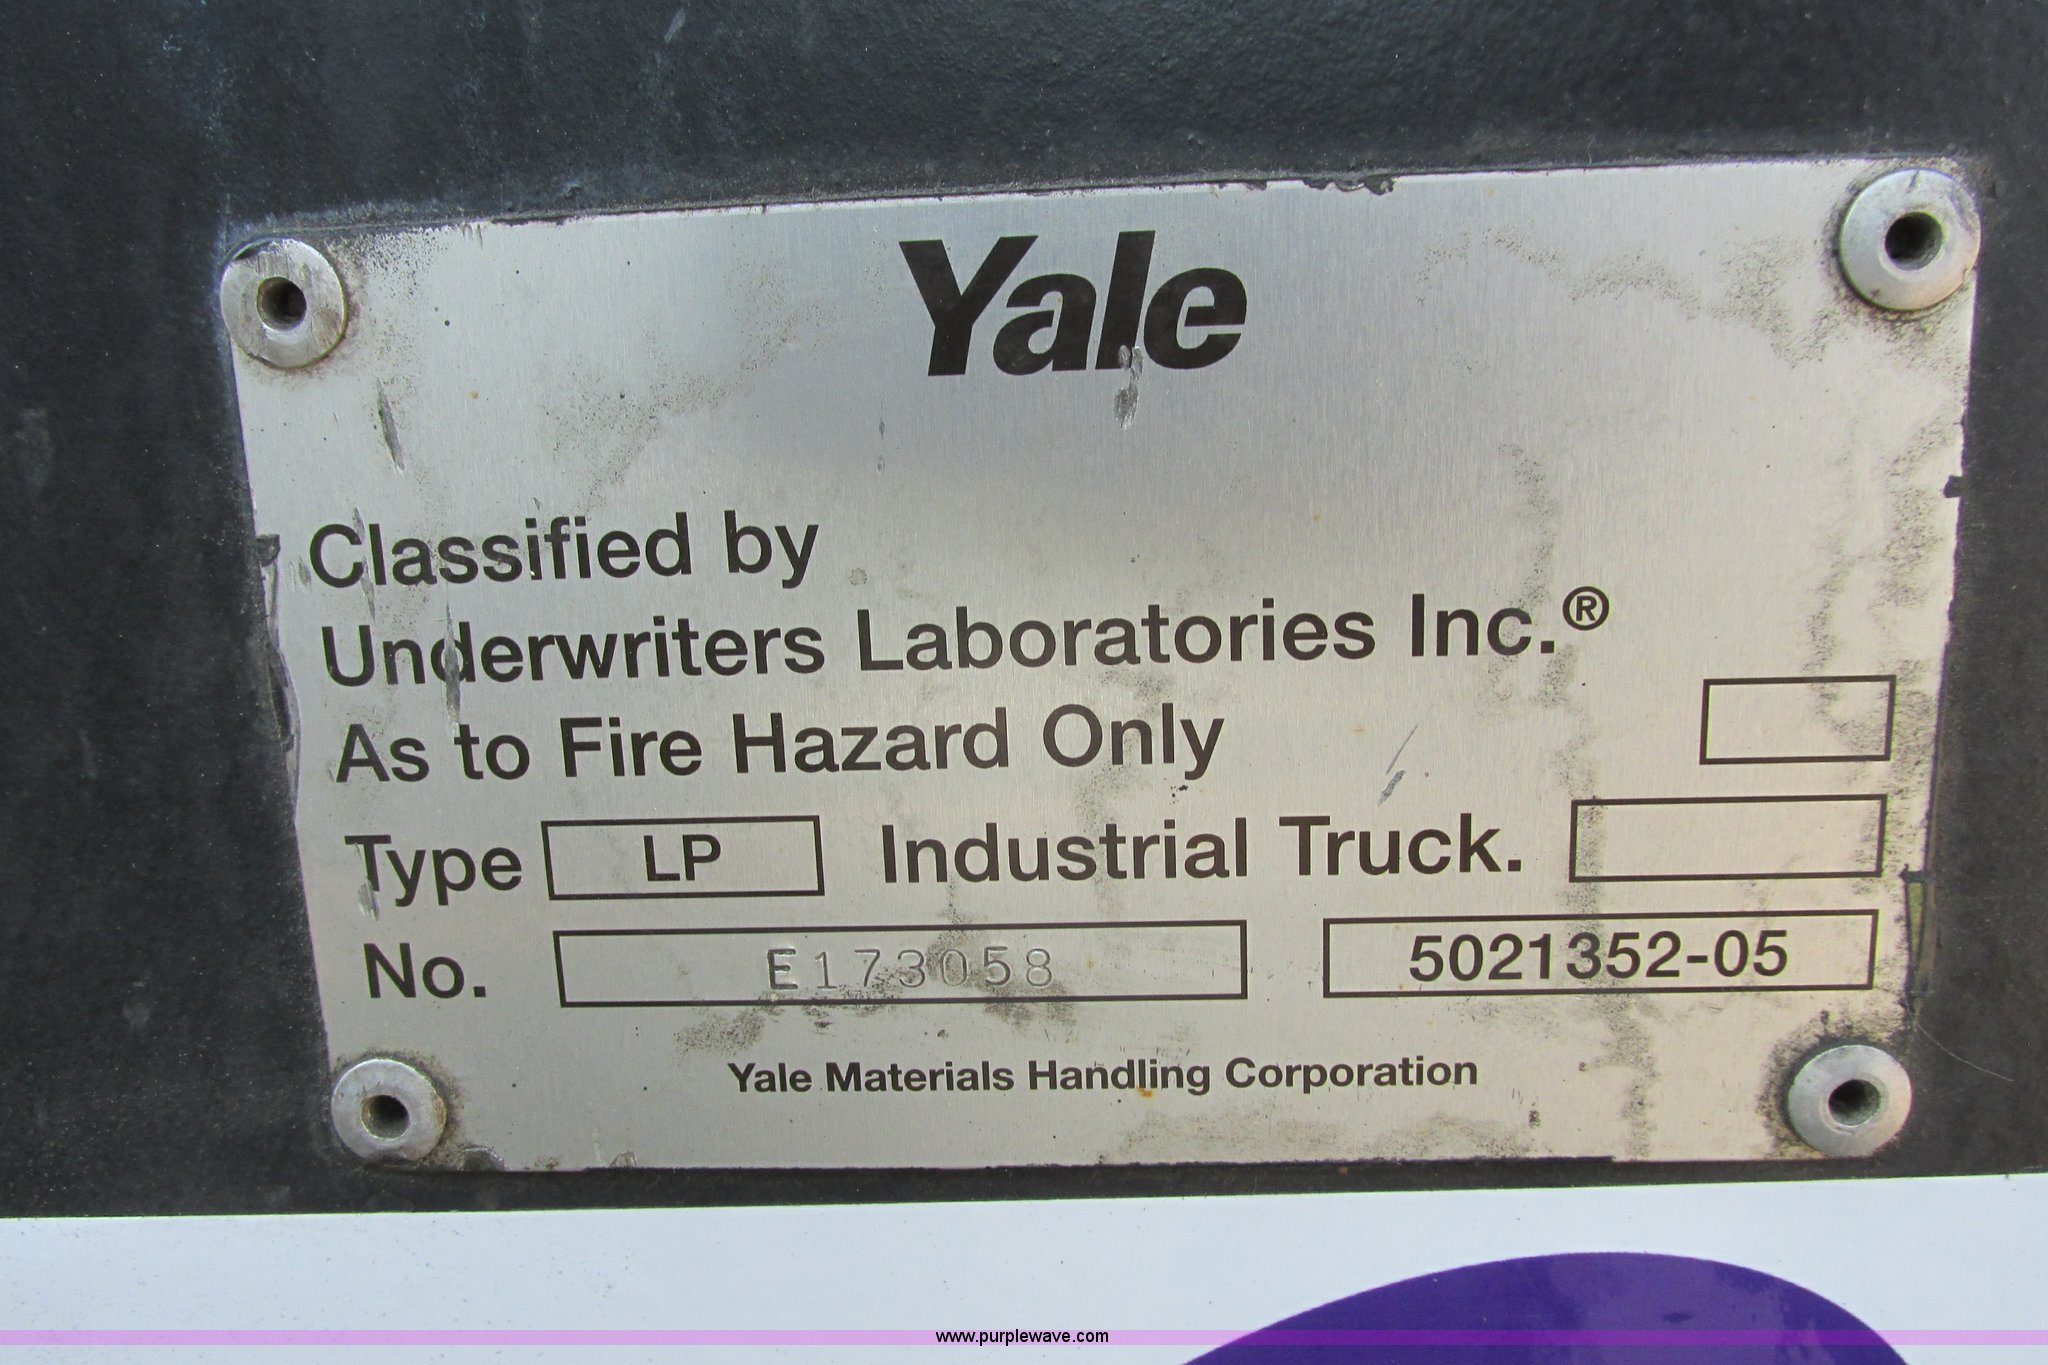 Yale
Classified by
Underwriters Laboratories Inc.®
As to Fire Hazard Only
Type LP Industrial Truck.
No. E173058 5021352-05
Yale Materials Handling Corporation
www.purplewave.com